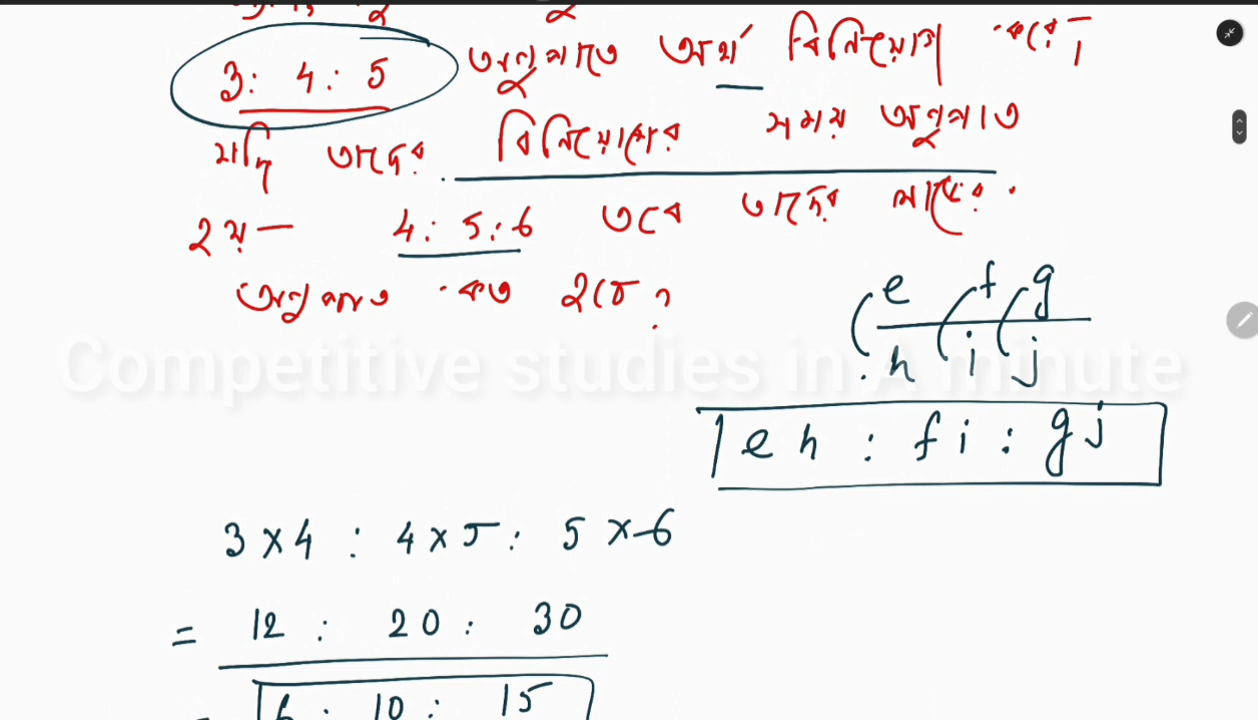 3 : 4 : 5 অনুপাতে অর্থ বিনিয়োগ করে।
যদি তাদের বিনিয়োগের সময় অনুপাত
হয়— 4 : 5 : 6 তবে তাদের লাভের
অনুপাত কত হবে?
e f g
h i j
Competitive studies in A minute
eh : fi : gj
3 × 4 : 4 × 5 : 5 × 6
= 12 : 20 : 30
= 6 : 10 : 15